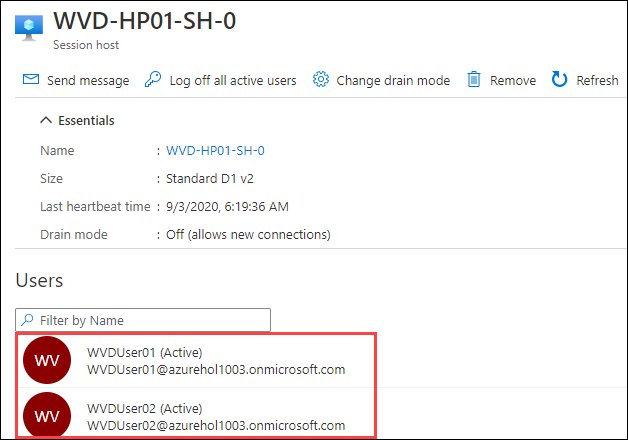 WVD-HP01-SH-0
Session host
Send message Log off all active users Change drain mode Remove Refresh
Essentials
Name : WVD-HP01-SH-0
Size : Standard D1 v2
Last heartbeat time : 9/3/2020, 6:19:36 AM
Drain mode : Off (allows new connections)
Users
Filter by Name
WV WVDUser01 (Active)
WVDUser01@azurehol1003.onmicrosoft.com
WV WVDUser02 (Active)
WVDUser02@azurehol1003.onmicrosoft.com